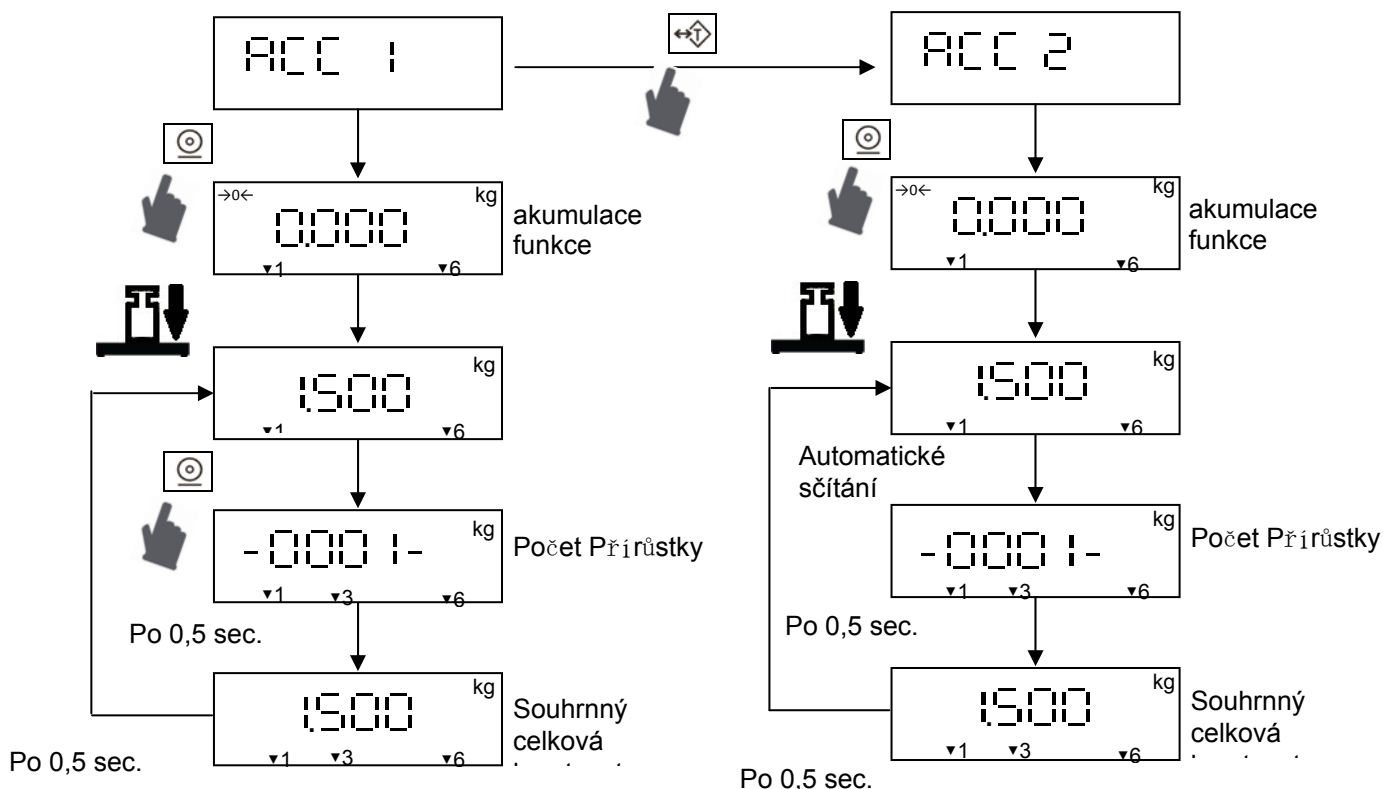 ACC 1
T
ACC 2
→0← kg
0.000
▼1 ▼6
akumulace
funkce
→0← kg
0.000
▼1 ▼6
akumulace
funkce
kg
1.500
▼1 ▼6
kg
1.500
▼1 ▼6
Automatické
sčítání
kg
-0001-
▼1 ▼3 ▼6
Počet Přírůstky
Po 0,5 sec.
kg
-0001-
▼1 ▼3 ▼6
Počet Přírůstky
Po 0,5 sec.
kg
1.500
▼1 ▼3 ▼6
Souhrnný
celková
Po 0,5 sec.
kg
1.500
▼1 ▼3 ▼6
Souhrnný
celková
Po 0,5 sec.